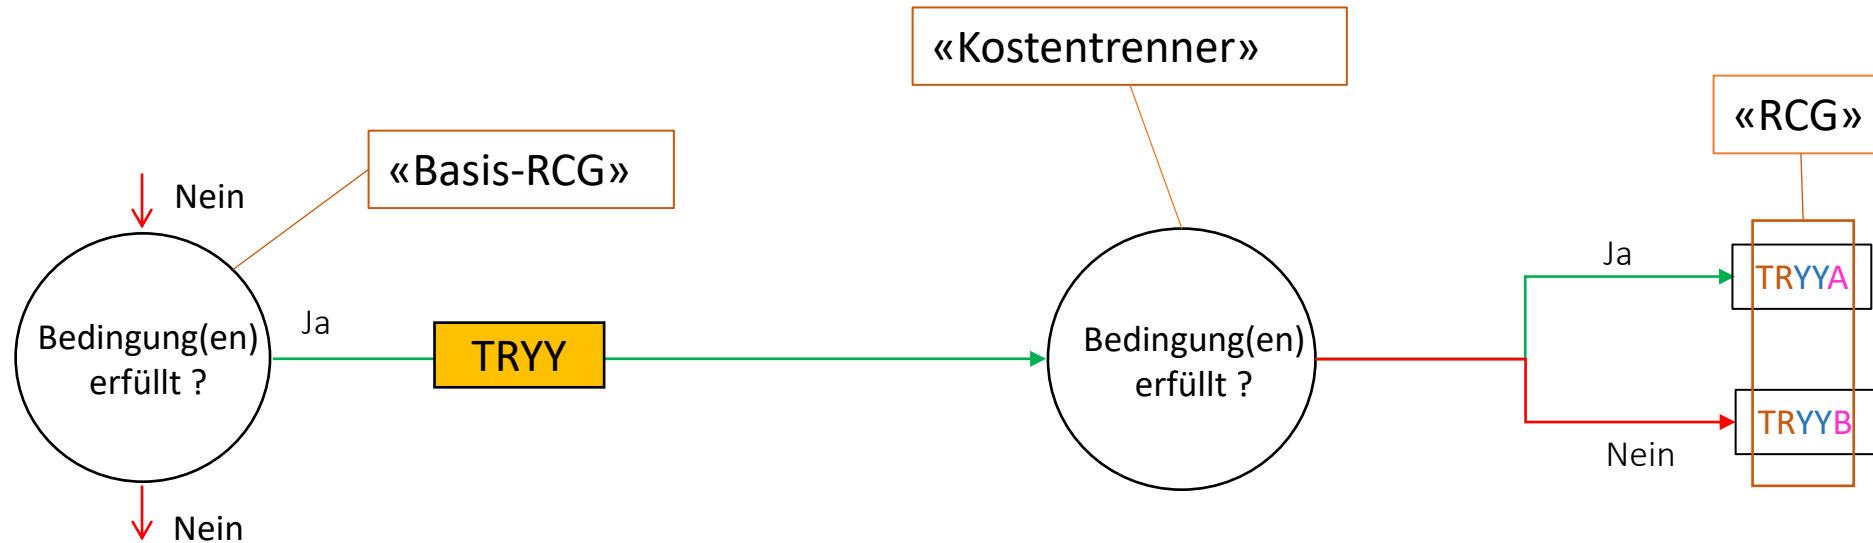 «Kostentrenner»
«RCG»
«Basis-RCG»
Nein
Bedingung(en)
erfüllt ?
Ja
TRYY
Bedingung(en)
erfüllt ?
Ja
TRYYA
TRYYB
Nein
Nein